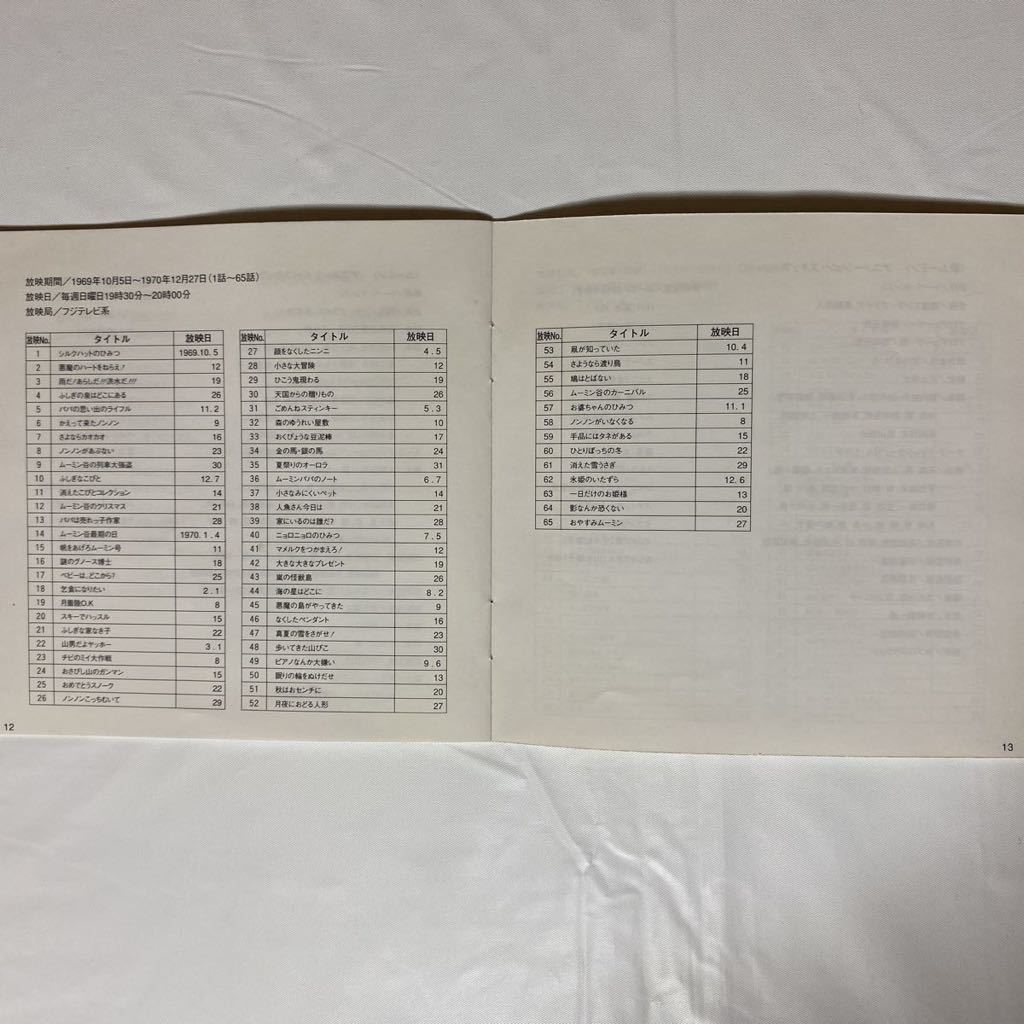 放映期間／1969年10月5日～1970年12月27日（1話～65話）
放映日／毎週日曜日19時30分～20時00分
放映局／フジテレビ系
放映No. タイトル 放映日
1 シルクハットのひみつ 1969.10.5
2 悪魔のハートをねらえ! 12
3 雨だ!あらしだ!!洪水だ!!! 19
4 ふしぎの泉はどこにある 26
5 パパの思い出のライフル 11.2
6 かえって来たノンノン 9
7 さよならカオカオ 16
8 ノンノンがあぶない 23
9 ムーミン谷の列車大強盗 30
10 ふしぎなこびと 12.7
11 消えたこびとコレクション 14
12 ムーミンのクリスマス 21
13 パパは売れっ子作家 28
14 ムーミン谷最期の日 1970.1.4
15 帆をあげろムーミン号 11
16 謎のグノース博士 18
17 ベビーは、どこから? 25
18 乞食になりたい 2.1
19 月着陸O.K 8
20 スキーでハッスル 15
21 ふしぎな家なき子 22
22 山男だよヤッホー 3.1
23 チビのミイ大作戦 8
24 おさびし山のガンマン 15
25 おめでとうスノーク 22
26 ノンノンこっちむいて 29
放映No. タイトル 放映日
27 顔をなくしたニンニ 4.5
28 小さな大冒険 12
29 ひこう鬼現わる 19
30 天国からの贈りもの 26
31 ごめんねスティンキー 5.3
32 森のゆうれい屋敷 10
33 おくびょうな豆泥棒 17
34 金の馬・銀の馬 24
35 夏祭りのオーロラ 31
36 ムーミンパパのノート 6.7
37 小さなみにくいペット 14
38 人魚さん今日は 21
39 家にいるのは誰だ? 28
40 ニョロニョロのひみつ 7.5
41 マメルクをつかまえろ! 12
42 大きな大きなプレゼント 19
43 嵐の怪獣島 26
44 海の星はどこに 8.2
45 悪魔の島がやってきた 9
46 なくしたペンダント 16
47 真夏の雪をさがせ! 23
48 歩いてきた山びこ 30
49 ピアノなんか大嫌い 9.6
50 眠りの輪をぬけだせ 13
51 秋はおセンチに 20
52 月夜におどる人形 27
12
放映No. タイトル 放映日
53 凧が知っていた 10.4
54 さようなら渡り鳥 11
55 鳩はとばない 18
56 ムーミン谷のカーニバル 25
57 お婆ちゃんのひみつ 11.1
58 ノンノンがいなくなる 8
59 手品にはタネがある 15
60 ひとりぼっちの冬 22
61 消えた雪うさぎ 29
62 氷姫のいたずら 12.6
63 一日だけのお姫様 13
64 影なんか恐くない 20
65 おやすみムーミン 27
13